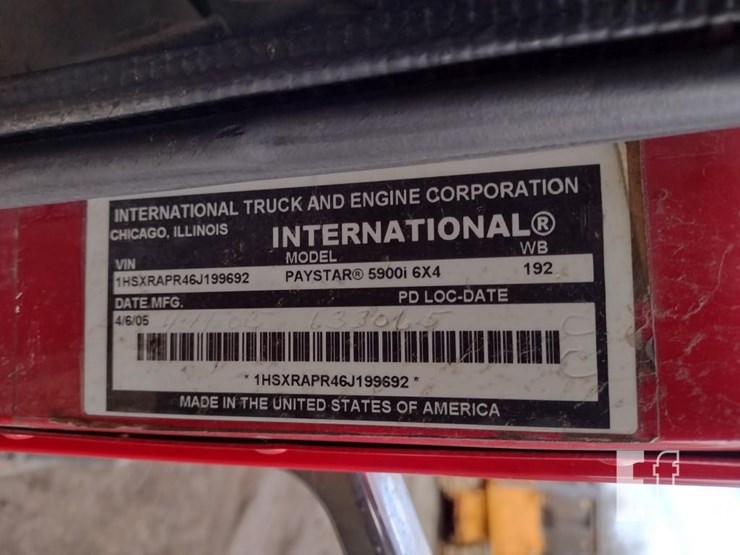 INTERNATIONAL TRUCK AND ENGINE CORPORATION
CHICAGO, ILLINOIS INTERNATIONAL®
VIN MODEL WB
1HSXRAPR46J199692 PAYSTAR® 5900i 6X4 192
DATE MFG. PD LOC-DATE
4/6/05
* 1HSXRAPR46J199692 *
MADE IN THE UNITED STATES OF AMERICA